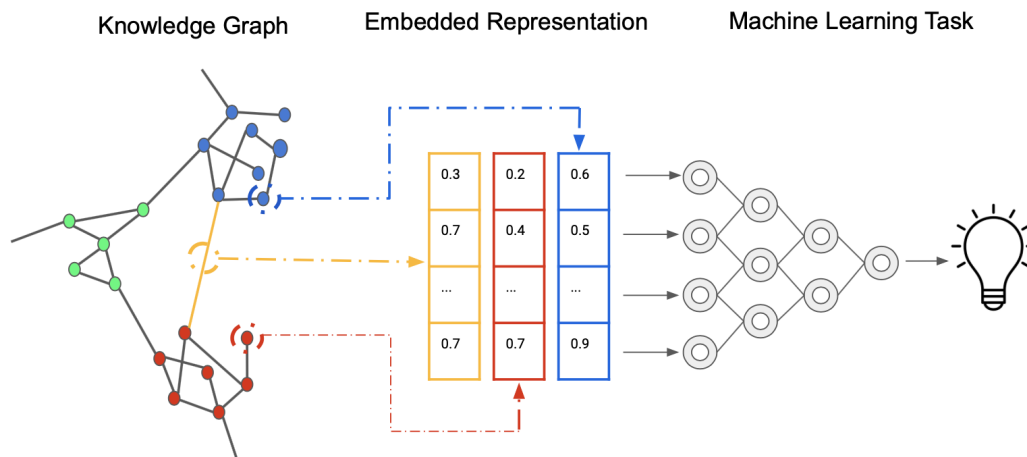 Knowledge Graph
Embedded Representation
Machine Learning Task
0.3 0.2 0.6
0.7 0.4 0.5
... ... ...
0.7 0.7 0.9